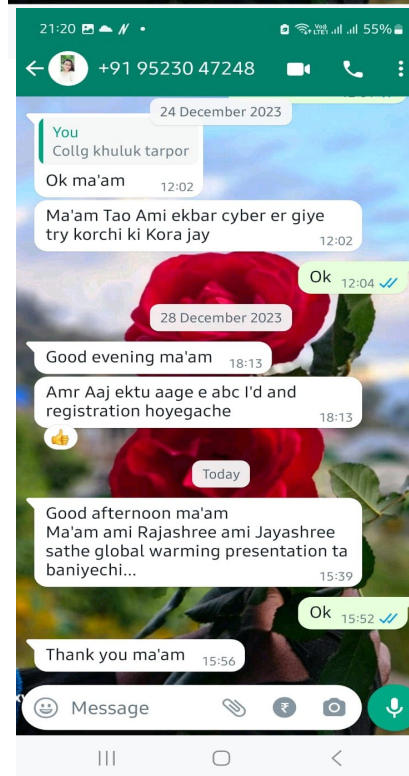 21:20
55%
+91 95230 47248
24 December 2023
You
Collg khuluk tarpor
Ok ma'am 12:02
Ma'am Tao Ami ekbar cyber er giye
try korchi ki Kora jay 12:02
Ok 12:04
28 December 2023
Good evening ma'am 18:13
Amr Aaj ektu aage e abc I'd and
registration hoyegache 18:13
Today
Good afternoon ma'am
Ma'am ami Rajashree ami Jayashree
sathe global warming presentation ta
baniyechi... 15:39
Ok 15:52
Thank you ma'am 15:56
Message